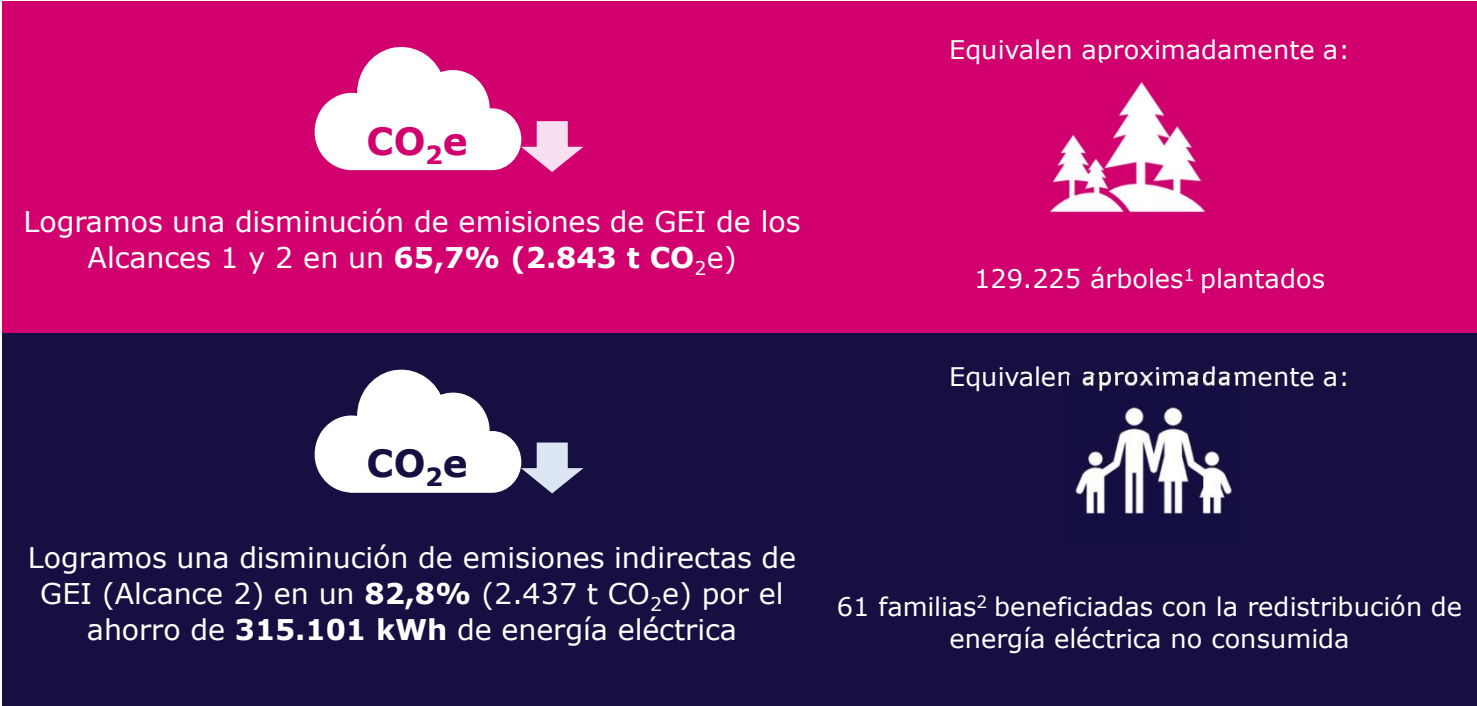 CO₂e
Logramos una disminución de emisiones de GEI de los
Alcances 1 y 2 en un 65,7% (2.843 t CO₂e)
Equivalen aproximadamente a:
129.225 árboles¹ plantados
CO₂e
Logramos una disminución de emisiones indirectas de
GEI (Alcance 2) en un 82,8% (2.437 t CO₂e) por el
ahorro de 315.101 kWh de energía eléctrica
Equivalen aproximadamente a:
61 familias² beneficiadas con la redistribución de
energía eléctrica no consumida